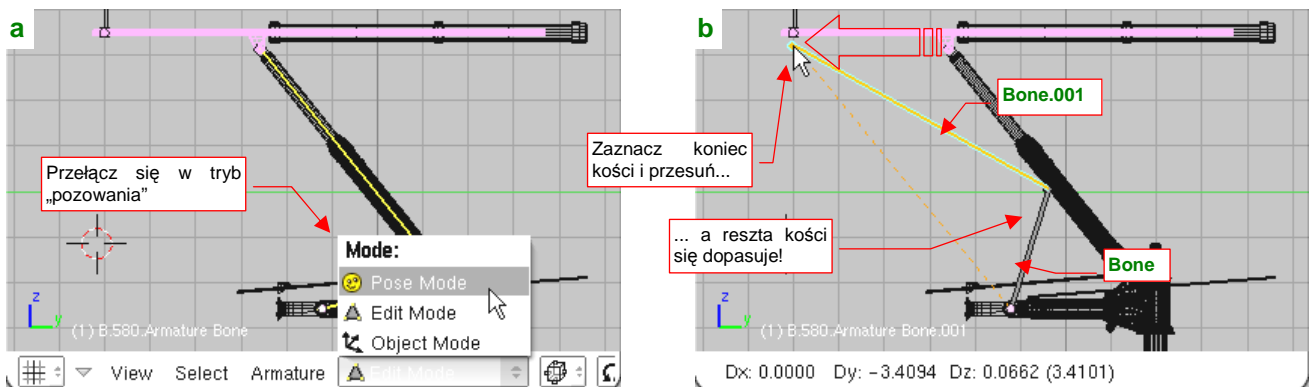 a
Przełącz się w tryb
„pozowania”
Mode:
Pose Mode
Edit Mode
Object Mode
z
y
(1) B.580.Armature Bone
View Select Armature Edit Mode
b
Bone.001
Zaznacz koniec
kości i przesuń...
... a reszta kości
się dopasuje!
Bone
z
y
(1) B.580.Armature Bone.001
Dx: 0.0000 Dy: -3.4094 Dz: 0.0662 (3.4101)